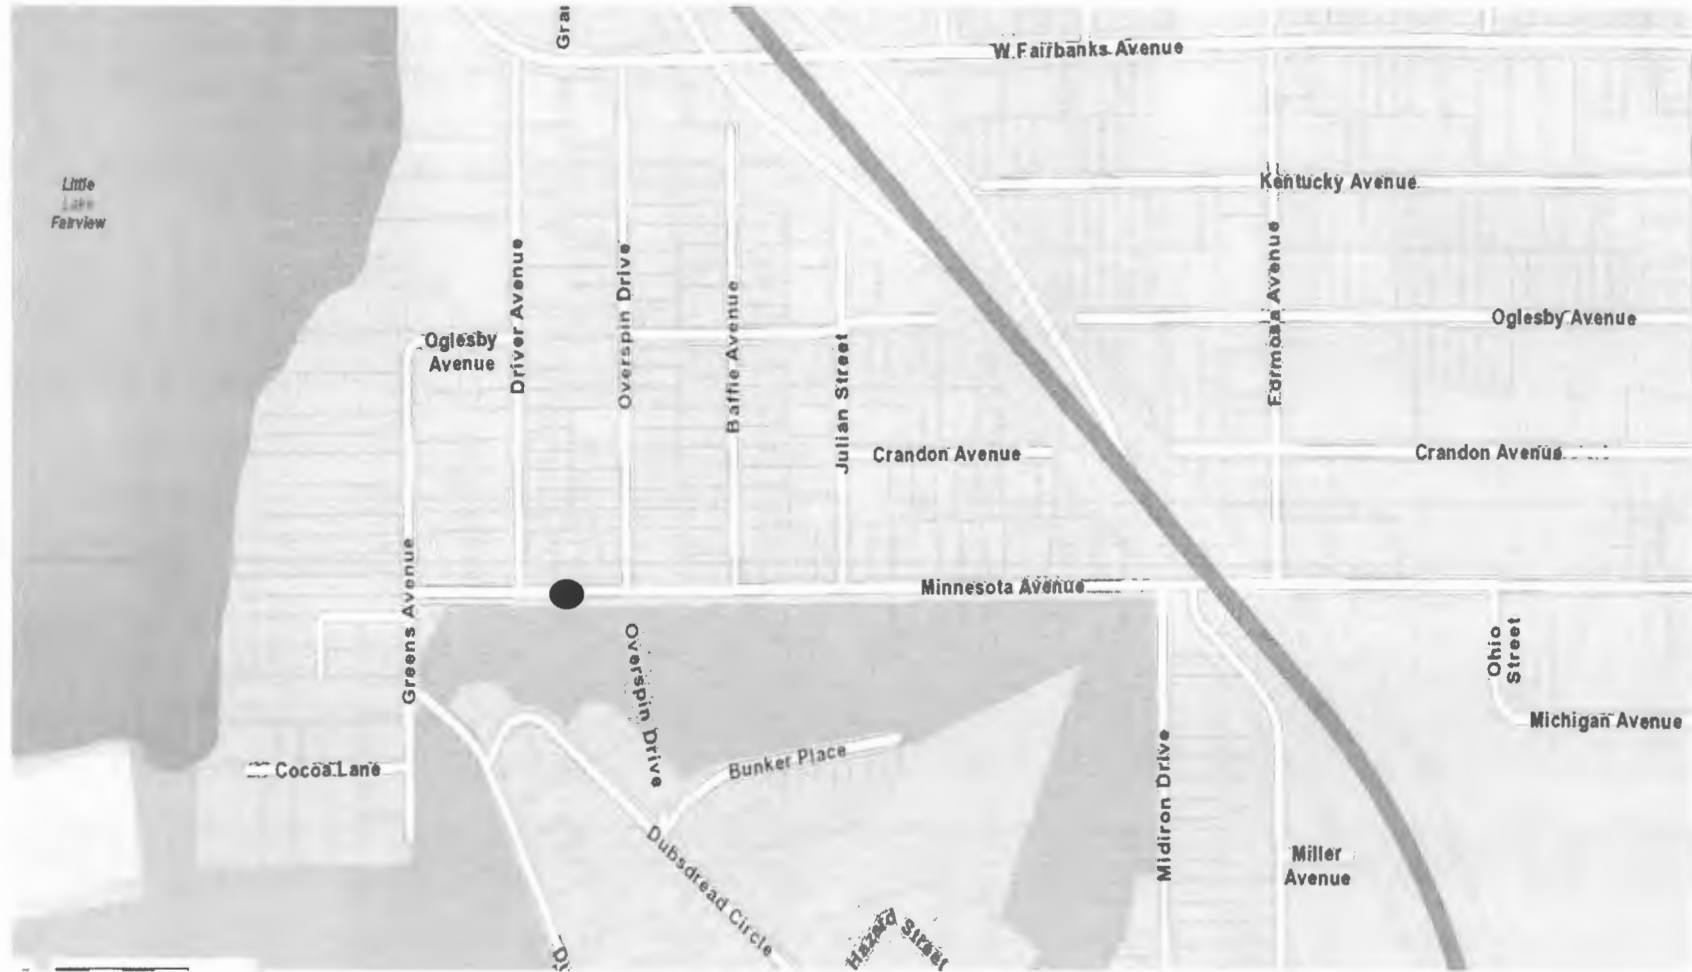 Gra
W.Fairbanks Avenue
Little
Lake
Fairview
Kentucky Avenue
Driver Avenue
Overspin Drive
Baffie Avenue
Julian Street
Formosa Avenue
Oglesby Avenue
Oglesby
Avenue
Crandon Avenue
Crandon Avenue
Greens Avenue
Minnesota Avenue
Overspin Drive
Ohio
Street
Michigan Avenue
Cocoa Lane
Bunker Place
Midiron Drive
Dubsdread Circle
Miller
Avenue
Hazard Street